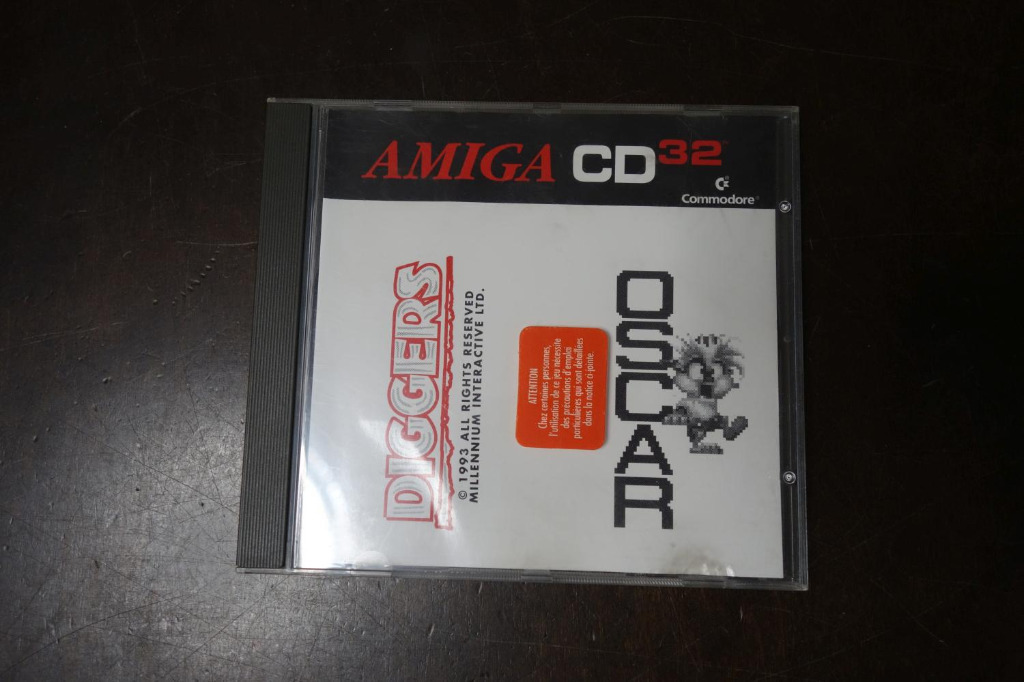 AMIGA CD32™
Commodore®
DIGGERS
© 1993 ALL RIGHTS RESERVED
MILLENNIUM INTERACTIVE LTD.
ATTENTION
Chez certaines personnes,
l'utilisation de ce jeu nécessite
des précautions d'emploi
particulières qui sont détaillées
dans la notice ci-jointe.
OSCAR